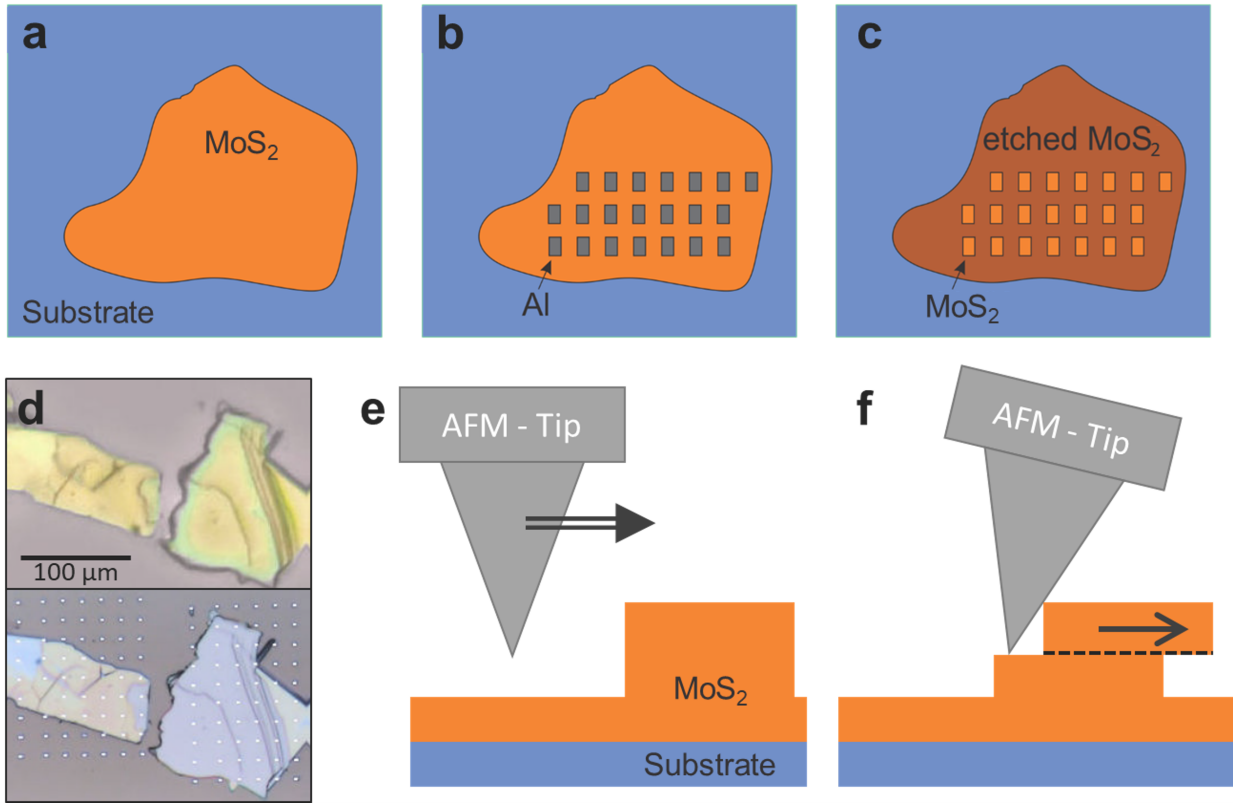 a
MoS₂
Substrate
b
Al
c
etched MoS₂
MoS₂
d
100 µm
e
AFM - Tip
MoS₂
Substrate
f
AFM - Tip